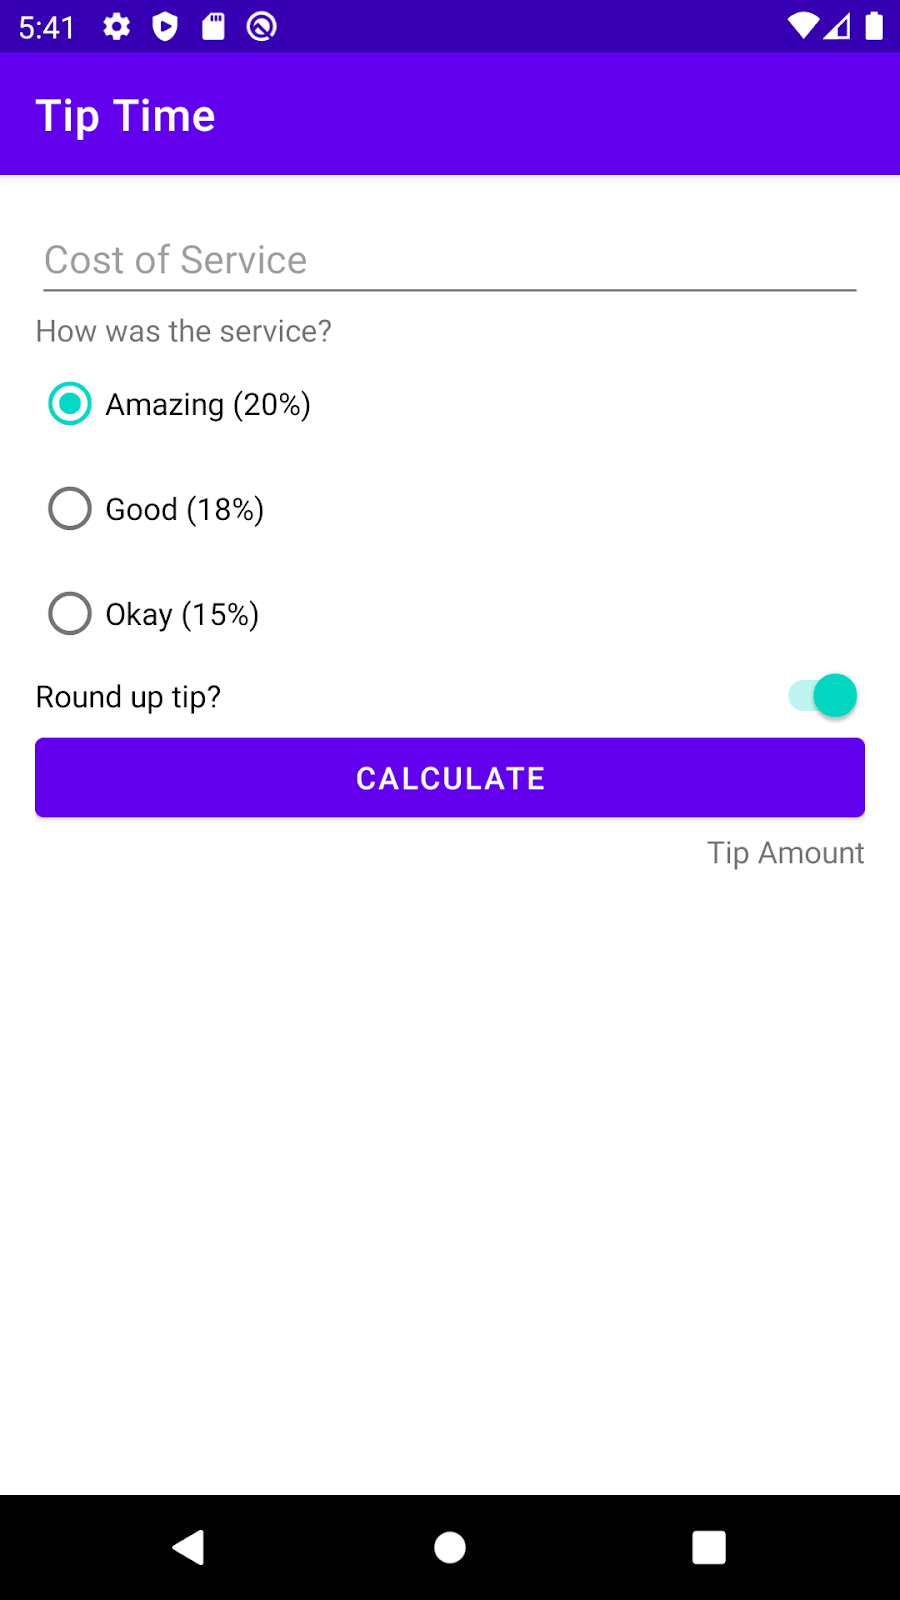 5:41
Tip Time
Cost of Service
How was the service?
Amazing (20%)
Good (18%)
Okay (15%)
Round up tip?
CALCULATE
Tip Amount